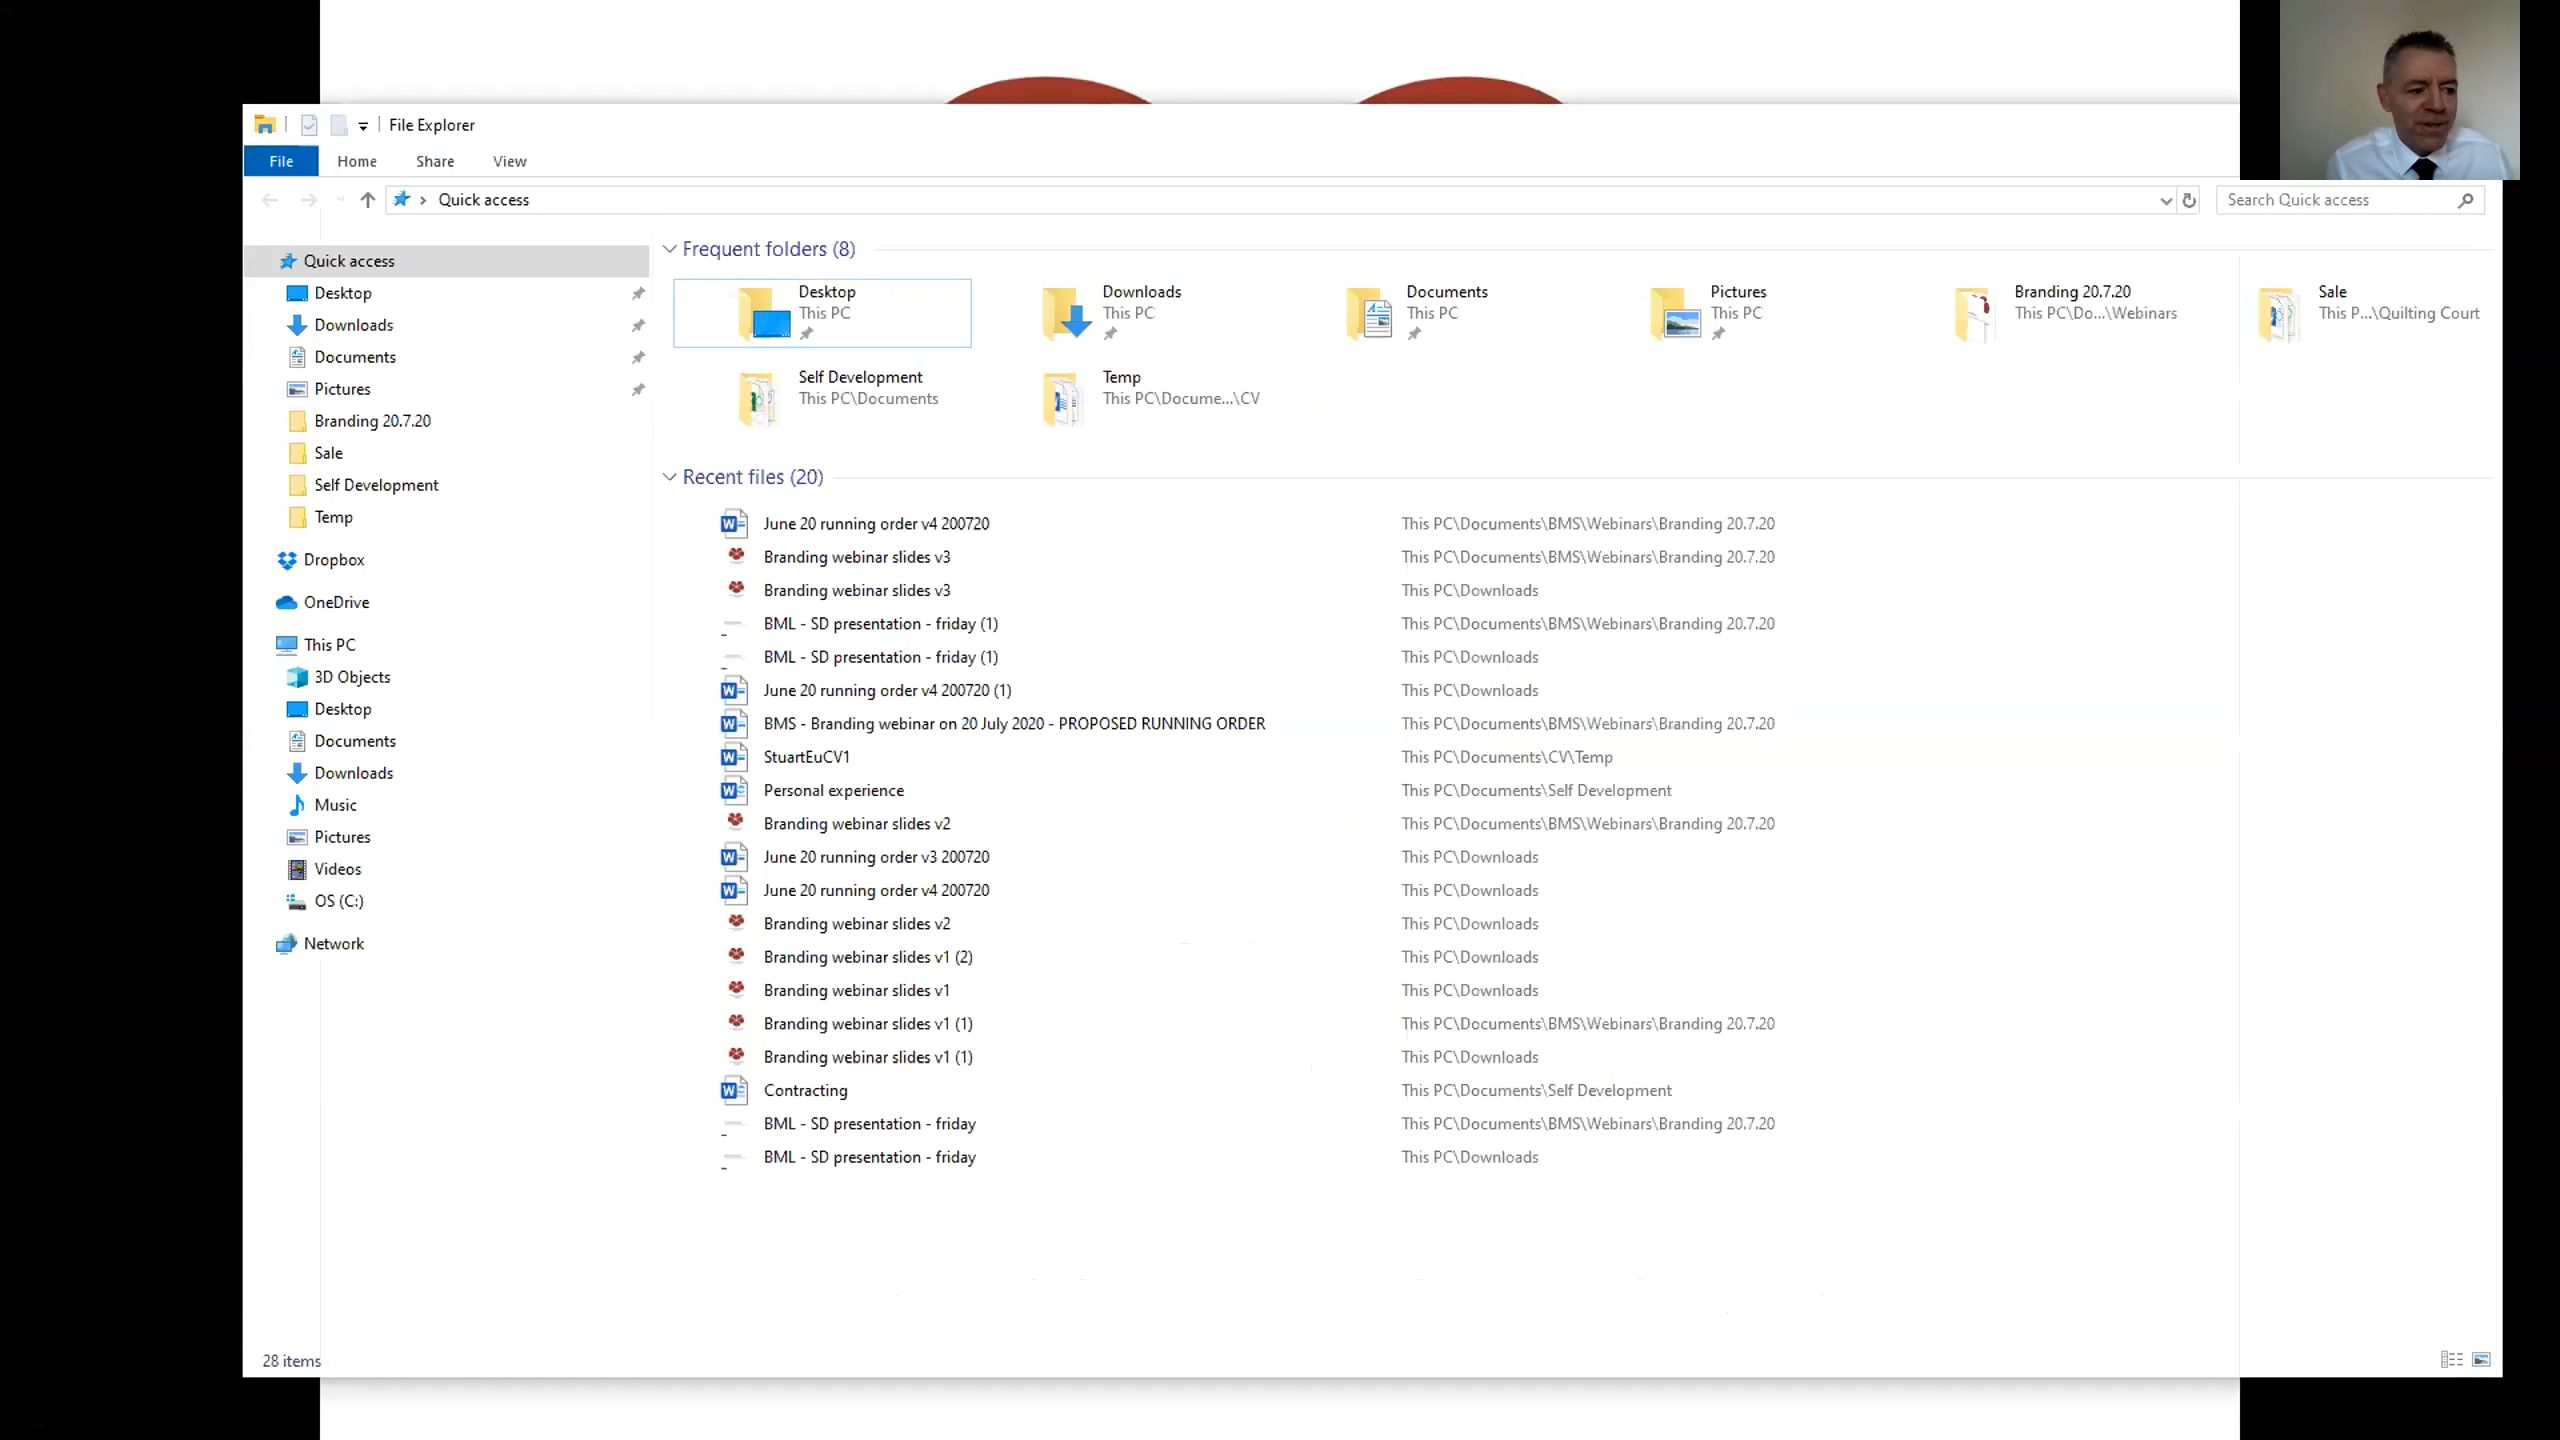 File Explorer
File Home Share View
Quick access
Search Quick access
Quick access
Desktop
Downloads
Documents
Pictures
Branding 20.7.20
Sale
Self Development
Temp
Dropbox
OneDrive
This PC
3D Objects
Desktop
Documents
Downloads
Music
Pictures
Videos
OS (C:)
Network
Frequent folders (8)
Desktop
This PC
Downloads
This PC
Documents
This PC
Pictures
This PC
Branding 20.7.20
This PC\Do...\Webinars
Sale
This P...\Quilting Court
Self Development
This PC\Documents
Temp
This PC\Docume...\CV
Recent files (20)
June 20 running order v4 200720 This PC\Documents\BMS\Webinars\Branding 20.7.20
Branding webinar slides v3 This PC\Documents\BMS\Webinars\Branding 20.7.20
Branding webinar slides v3 This PC\Downloads
BML - SD presentation - friday (1) This PC\Documents\BMS\Webinars\Branding 20.7.20
BML - SD presentation - friday (1) This PC\Downloads
June 20 running order v4 200720 (1) This PC\Downloads
BMS - Branding webinar on 20 July 2020 - PROPOSED RUNNING ORDER This PC\Documents\BMS\Webinars\Branding 20.7.20
StuartEuCV1 This PC\Documents\CV\Temp
Personal experience This PC\Documents\Self Development
Branding webinar slides v2 This PC\Documents\BMS\Webinars\Branding 20.7.20
June 20 running order v3 200720 This PC\Downloads
June 20 running order v4 200720 This PC\Downloads
Branding webinar slides v2 This PC\Downloads
Branding webinar slides v1 (2) This PC\Downloads
Branding webinar slides v1 This PC\Downloads
Branding webinar slides v1 (1) This PC\Documents\BMS\Webinars\Branding 20.7.20
Branding webinar slides v1 (1) This PC\Downloads
Contracting This PC\Documents\Self Development
BML - SD presentation - friday This PC\Documents\BMS\Webinars\Branding 20.7.20
BML - SD presentation - friday This PC\Downloads
28 items